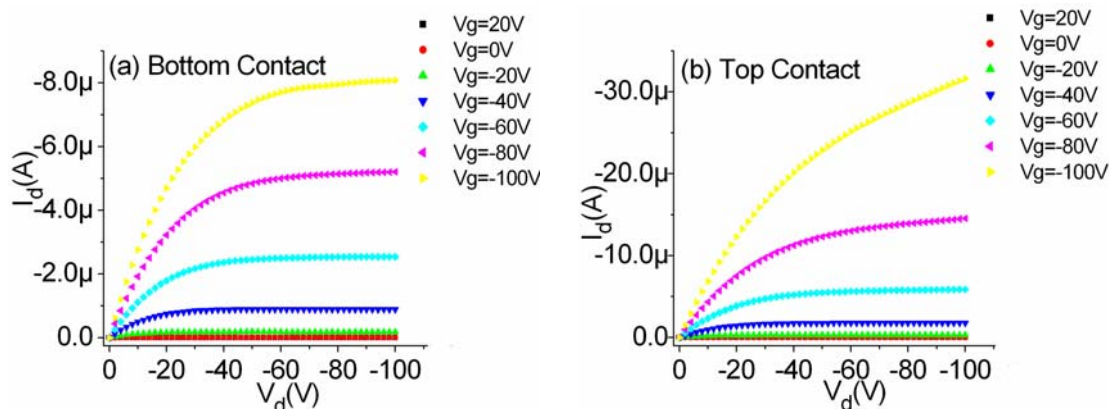 (a) Bottom Contact
Vg=20V
Vg=0V
Vg=-20V
Vg=-40V
Vg=-60V
Vg=-80V
Vg=-100V
I_d(A)
-8.0μ
-6.0μ
-4.0μ
-2.0μ
0.0
0 -20 -40 -60 -80 -100
V_d(V)
(b) Top Contact
Vg=20V
Vg=0V
Vg=-20V
Vg=-40V
Vg=-60V
Vg=-80V
Vg=-100V
I_d(A)
-30.0μ
-20.0μ
-10.0μ
0.0
0 -20 -40 -60 -80 -100
V_d(V)